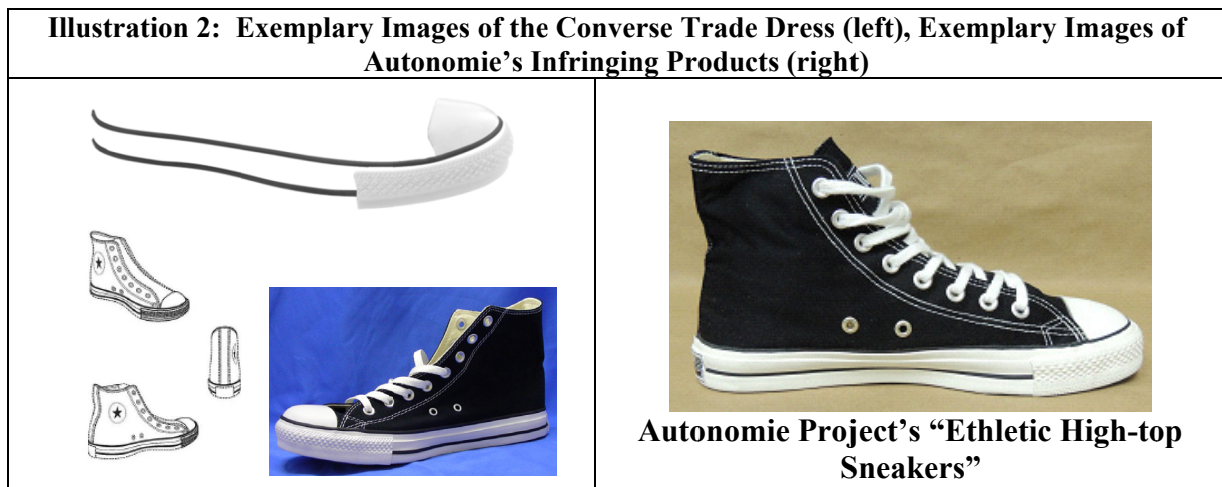 Illustration 2:  Exemplary Images of the Converse Trade Dress (left), Exemplary Images of
Autonomie’s Infringing Products (right)
Autonomie Project’s “Ethletic High-top
Sneakers”